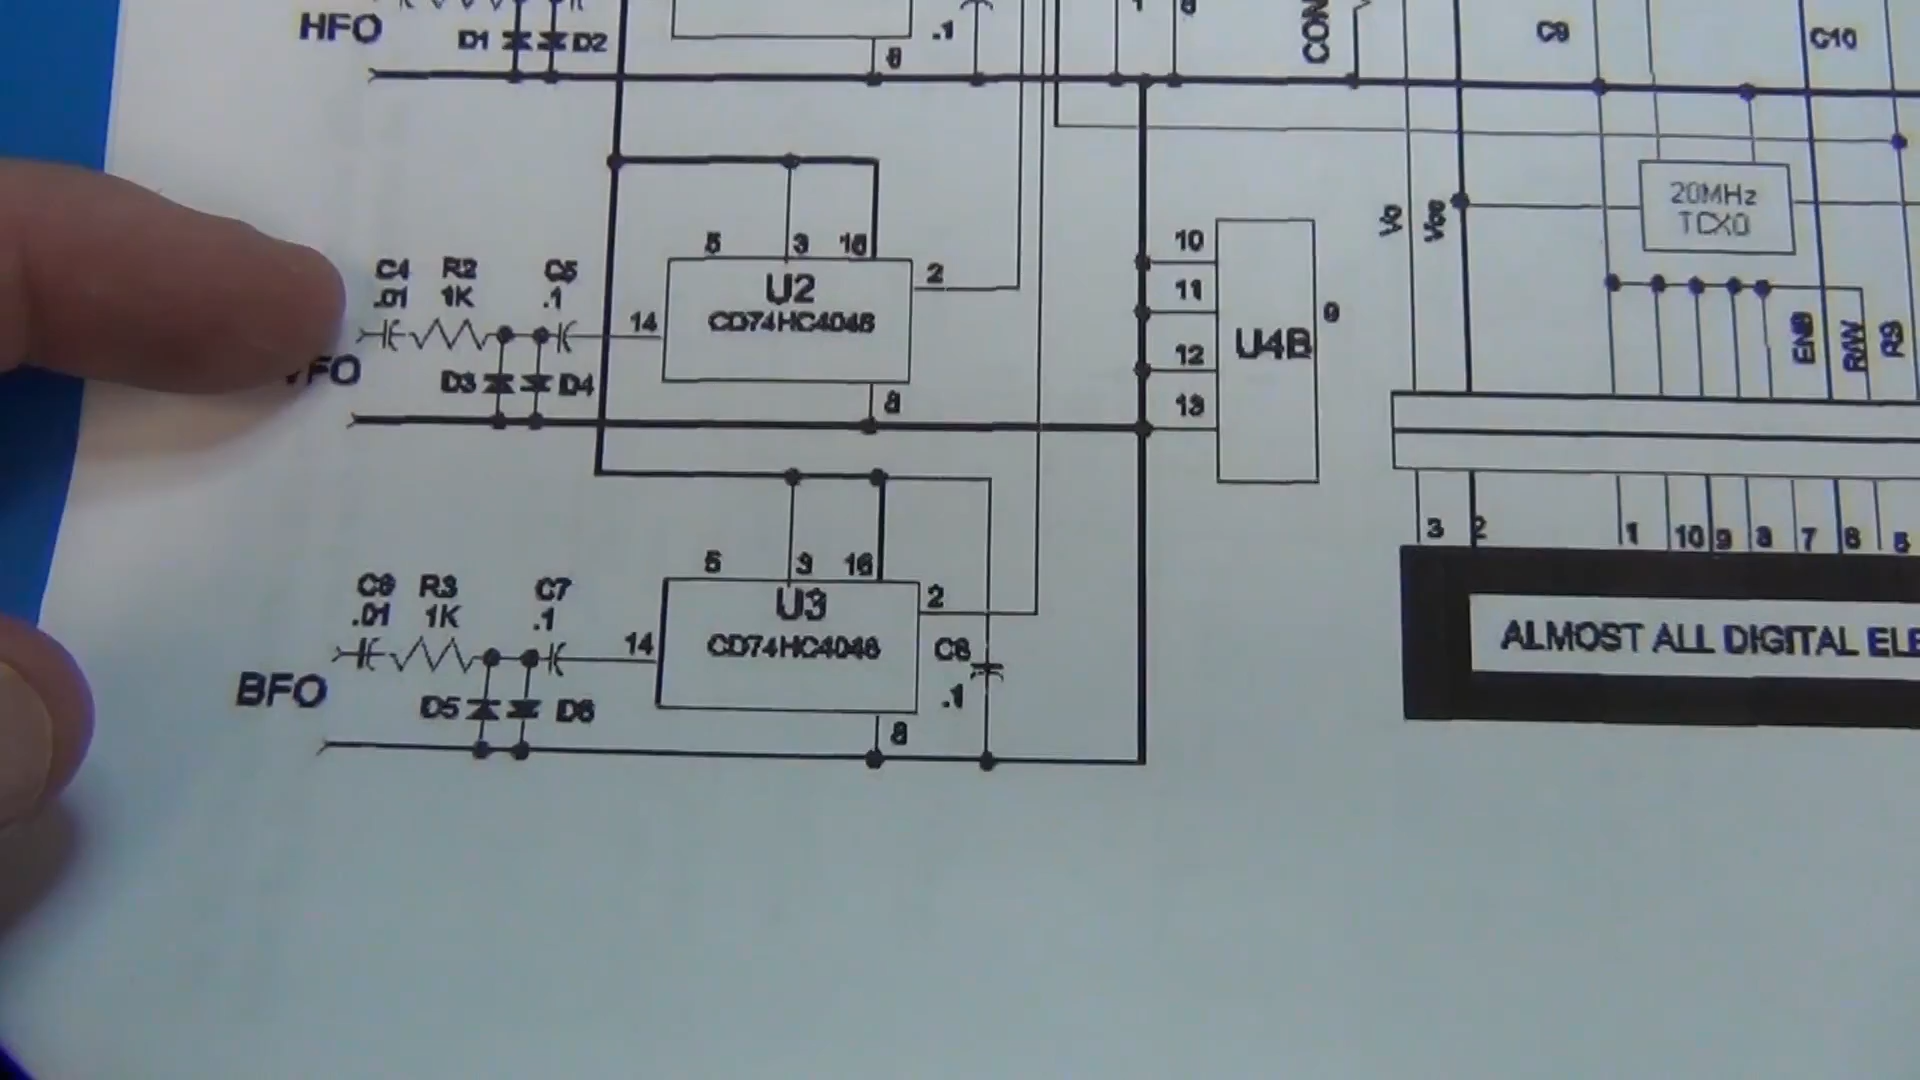 HFO
D1
D2
8
.1
CON
C9
C10
20MHz
TCXO
Vo
5
3
16
C4
R2
C5
.01
1K
.1
14
U2
CD74HC4046
2
VFO
D3
D4
8
10
11
12
13
U4B
9
R/W
3
2
1
10
9
8
7
6
5
5
3
16
C6
R3
C7
.01
1K
.1
14
U3
CD74HC4046
2
C8
.1
BFO
D5
D6
8
ALMOST ALL DIGITAL ELE